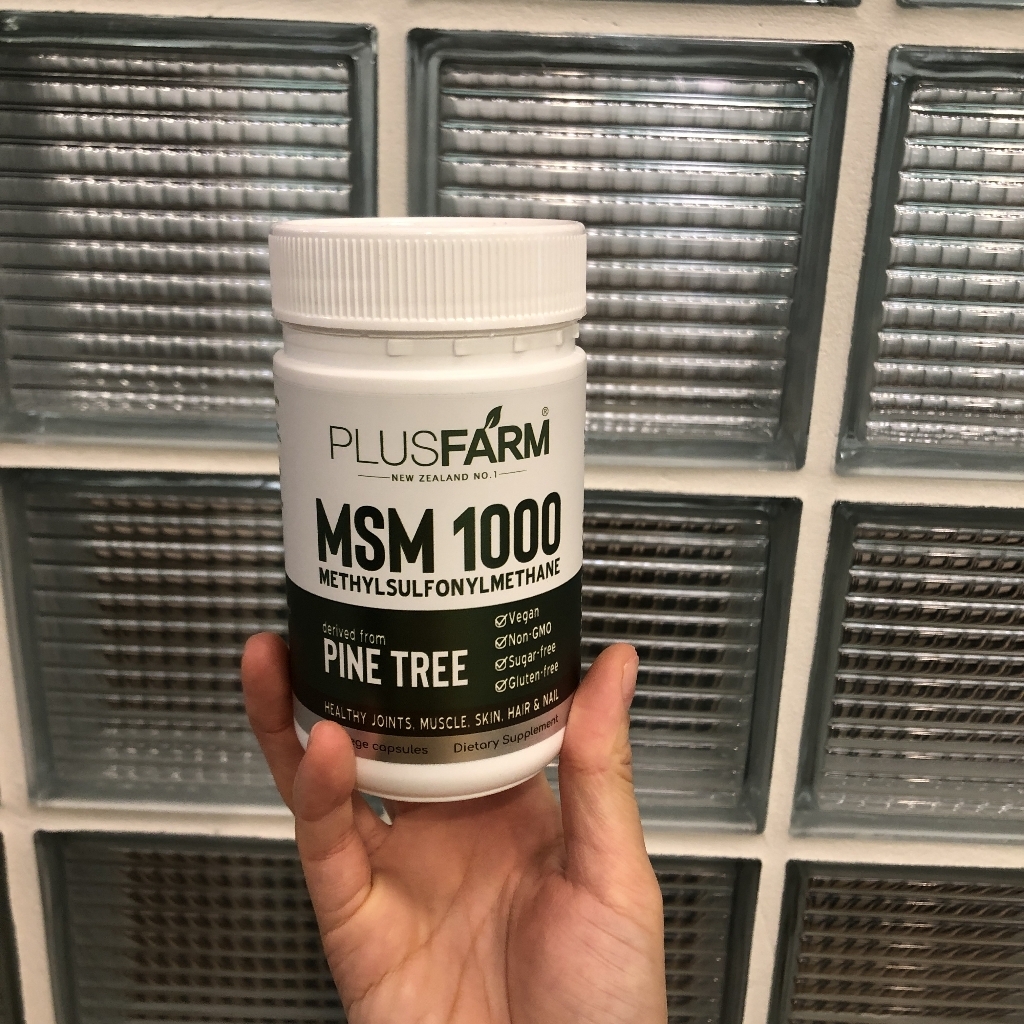 PLUSFARM®
NEW ZEALAND NO.1
MSM 1000
METHYLSULFONYLMETHANE
derived from
PINE TREE
Vegan
Non-GMO
Sugar-free
Gluten-free
HEALTHY JOINTS, MUSCLE, SKIN, HAIR & NAIL
capsules Dietary Supplement